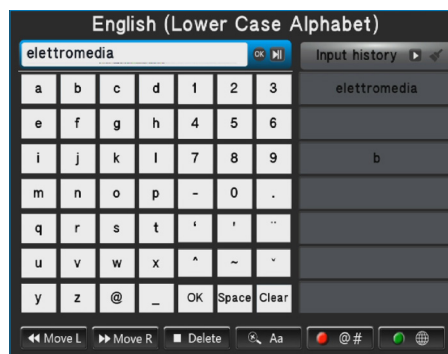 English (Lower Case Alphabet)
elettromedia OK
Input history
a b c d 1 2 3 elettromedia
e f g h 4 5 6
i j k l 7 8 9 b
m n o p - 0 .
q r s t ‘ ' ¨
u v w x ^ ~ ˇ
y z @ _ OK Space Clear
Move L Move R Delete Aa @#